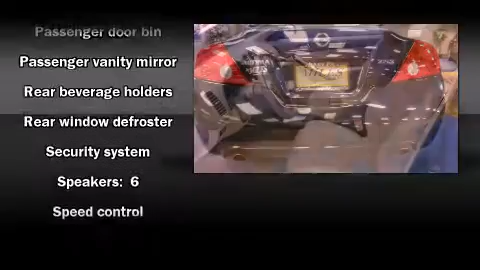 Passenger door bin
Passenger vanity mirror
Rear beverage holders
Rear window defroster
Security system
Speakers: 6
Speed control